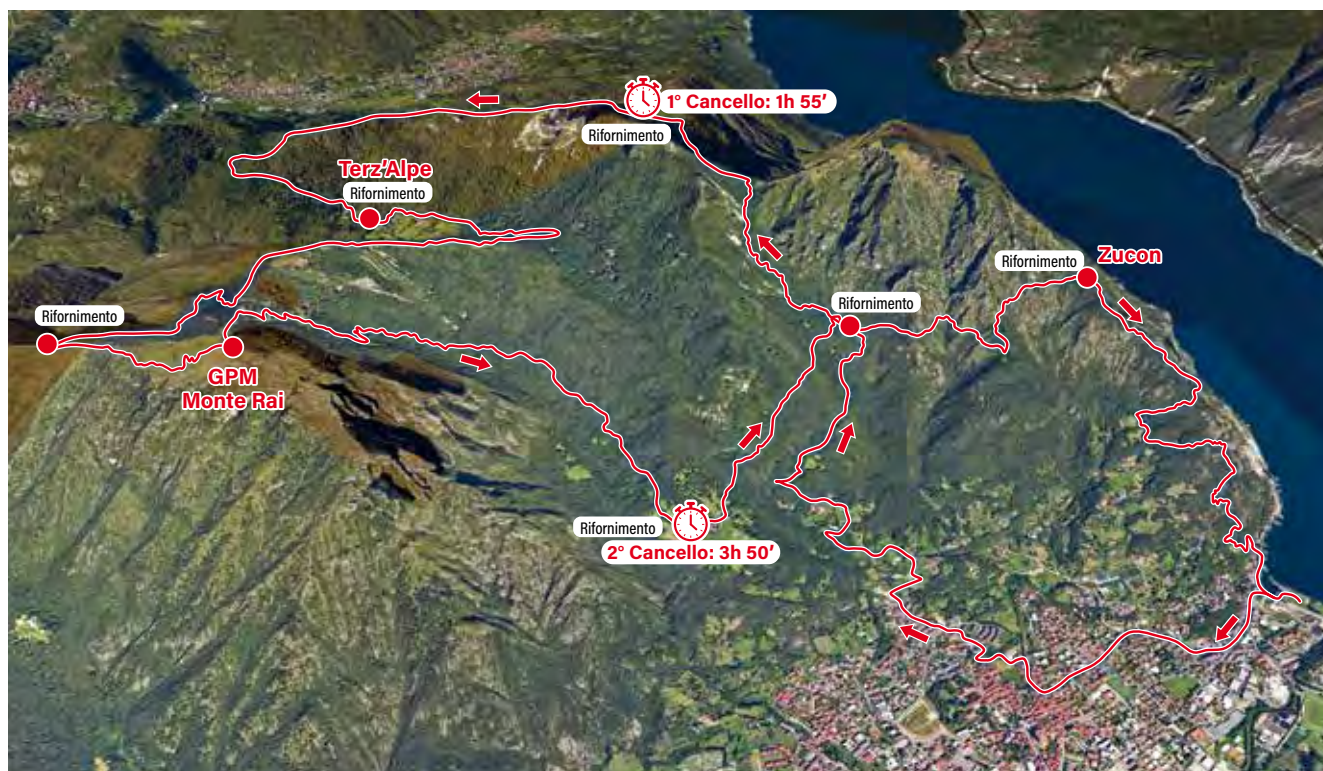 1° Cancello: 1h 55’
Rifornimento
Terz’Alpe
Rifornimento
Zucon
Rifornimento
Rifornimento
Rifornimento
GPM
Monte Rai
Rifornimento
2° Cancello: 3h 50’